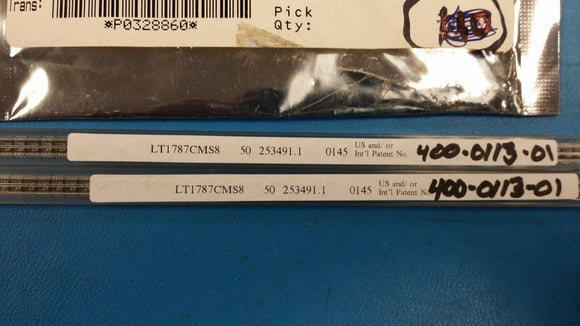 Trans:
*P0328860*
Pick
Qty:
LT1787CMS8 50 253491.1 0145 US and/ or
Int'l Patent No. 400-0113-01
LT1787CMS8 50 253491.1 0145 US and/ or
Int'l Patent No. 400-0113-01